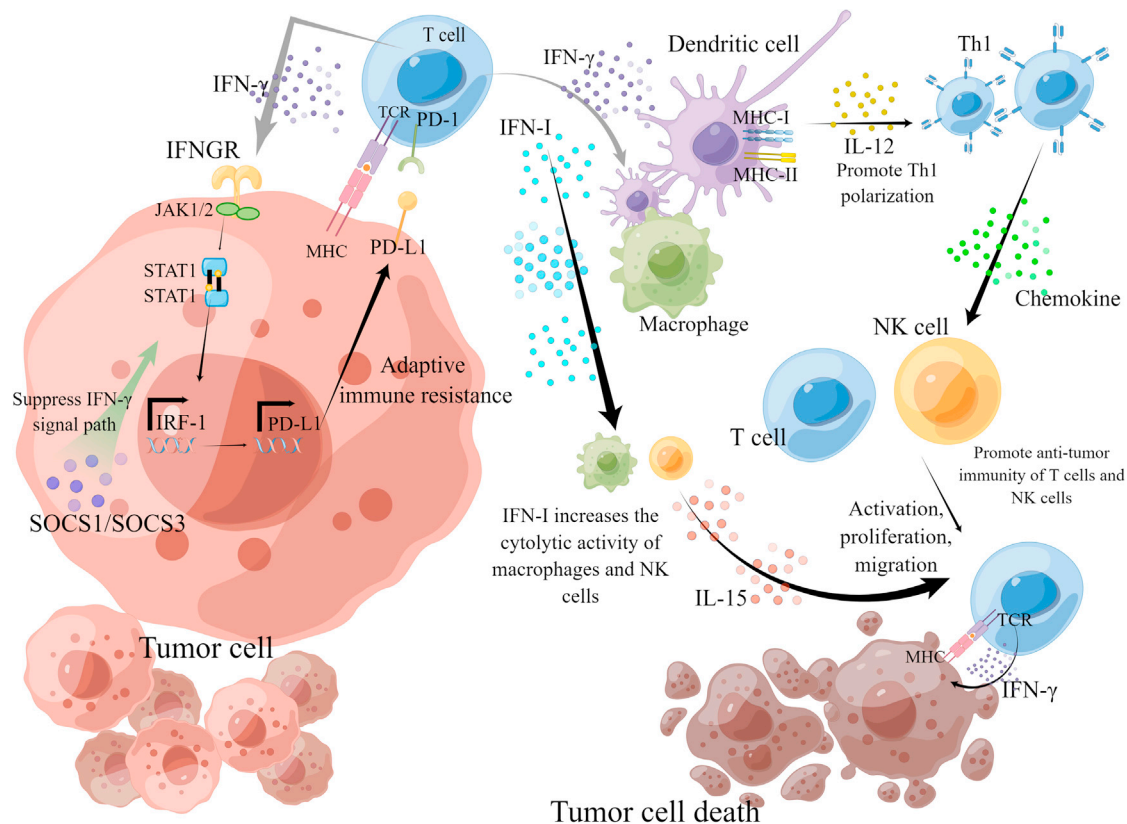 T cell
IFN-γ
TCR
PD-1
IFNGR
JAK1/2
MHC
PD-L1
STAT1
STAT1
Suppress IFN-γ
signal path
IRF-1
PD-L1
Adaptive
immune resistance
SOCS1/SOCS3
Tumor cell
IFN-γ
Dendritic cell
IFN-I
MHC-I
MHC-II
IL-12
Promote Th1
polarization
Th1
Macrophage
Chemokine
NK cell
T cell
Promote anti-tumor
immunity of T cells and
NK cells
IFN-I increases the
cytolytic activity of
macrophages and NK
cells
Activation,
proliferation,
migration
IL-15
TCR
MHC
IFN-γ
Tumor cell death